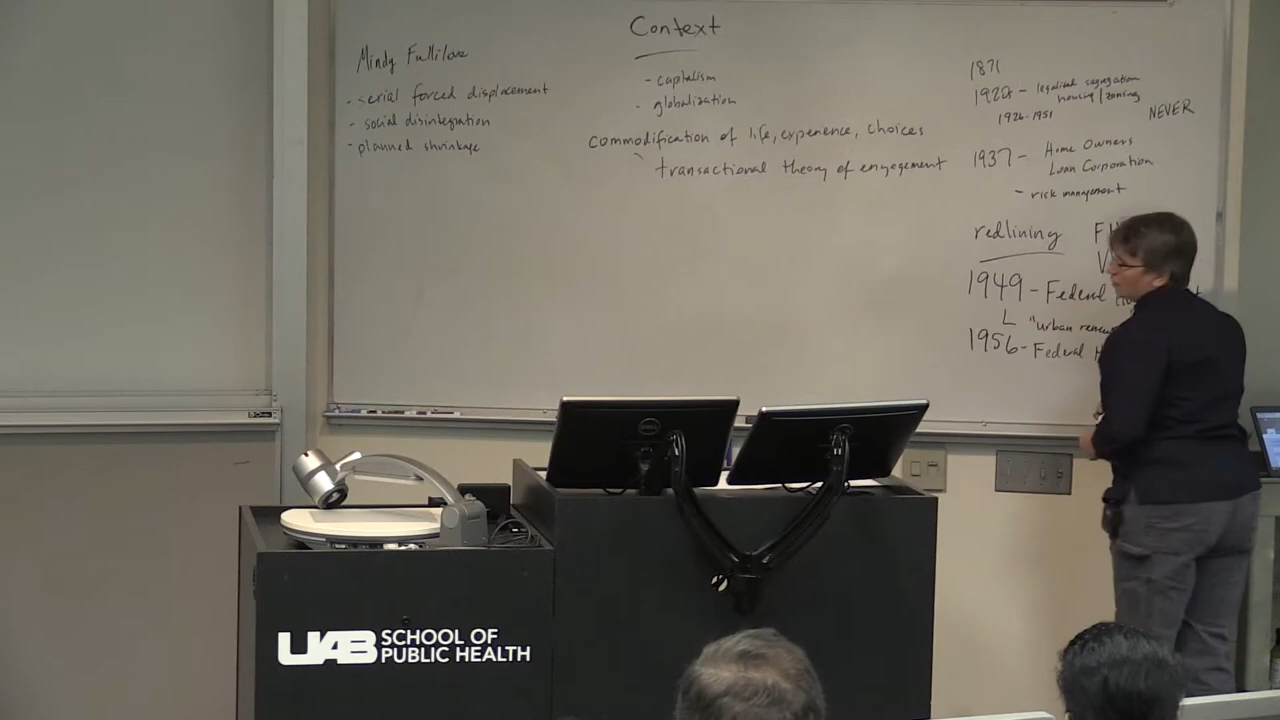 Context
Mindy Fullilove
- serial forced displacement
- social disintegration
- planned shrinkage
- capitalism
- globalization
commodification of life, experience, choices
transactional theory of engagement
1871
1920s - legalized segregation
housing/zoning
1926-1951
NEVER
1937 - Home Owners
Loan Corporation
- risk management
redlining
1949 - Federal
"urban
1956 - Federal
DELL
UAB SCHOOL OF
PUBLIC HEALTH